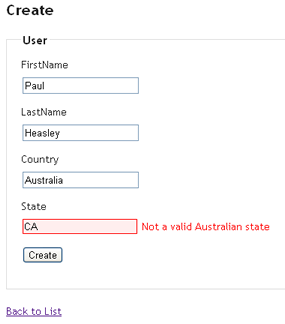 Create
User
FirstName
Paul
LastName
Heasley
Country
Australia
State
CA Not a valid Australian state
Create
Back to List